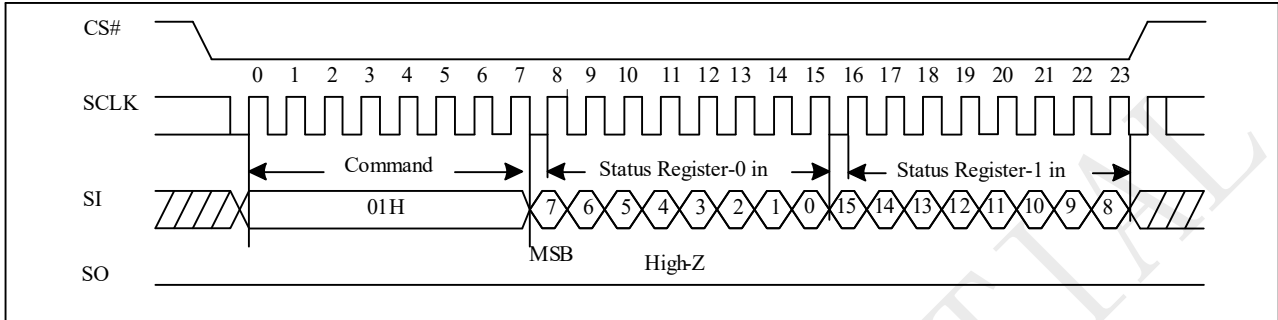 CS#
0 1 2 3 4 5 6 7 8 9 10 11 12 13 14 15 16 17 18 19 20 21 22 23
SCLK
Command Status Register-0 in Status Register-1 in
SI 01H 7 6 5 4 3 2 1 0 15 14 13 12 11 10 9 8
MSB High-Z
SO
TIAL